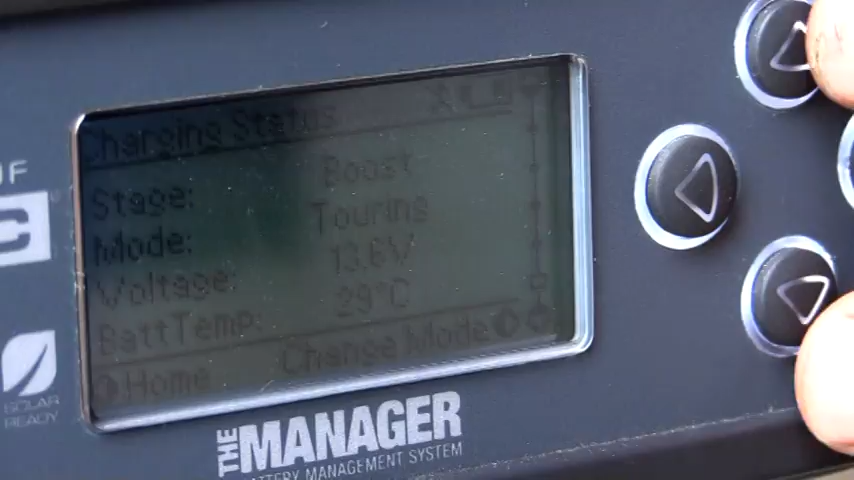 Charging Status
Stage: Boost
Mode: Touring
Voltage: 13.6V
BattTemp: 29°C
Home Change Mode
SOLAR
READY
THE MANAGER
BATTERY MANAGEMENT SYSTEM